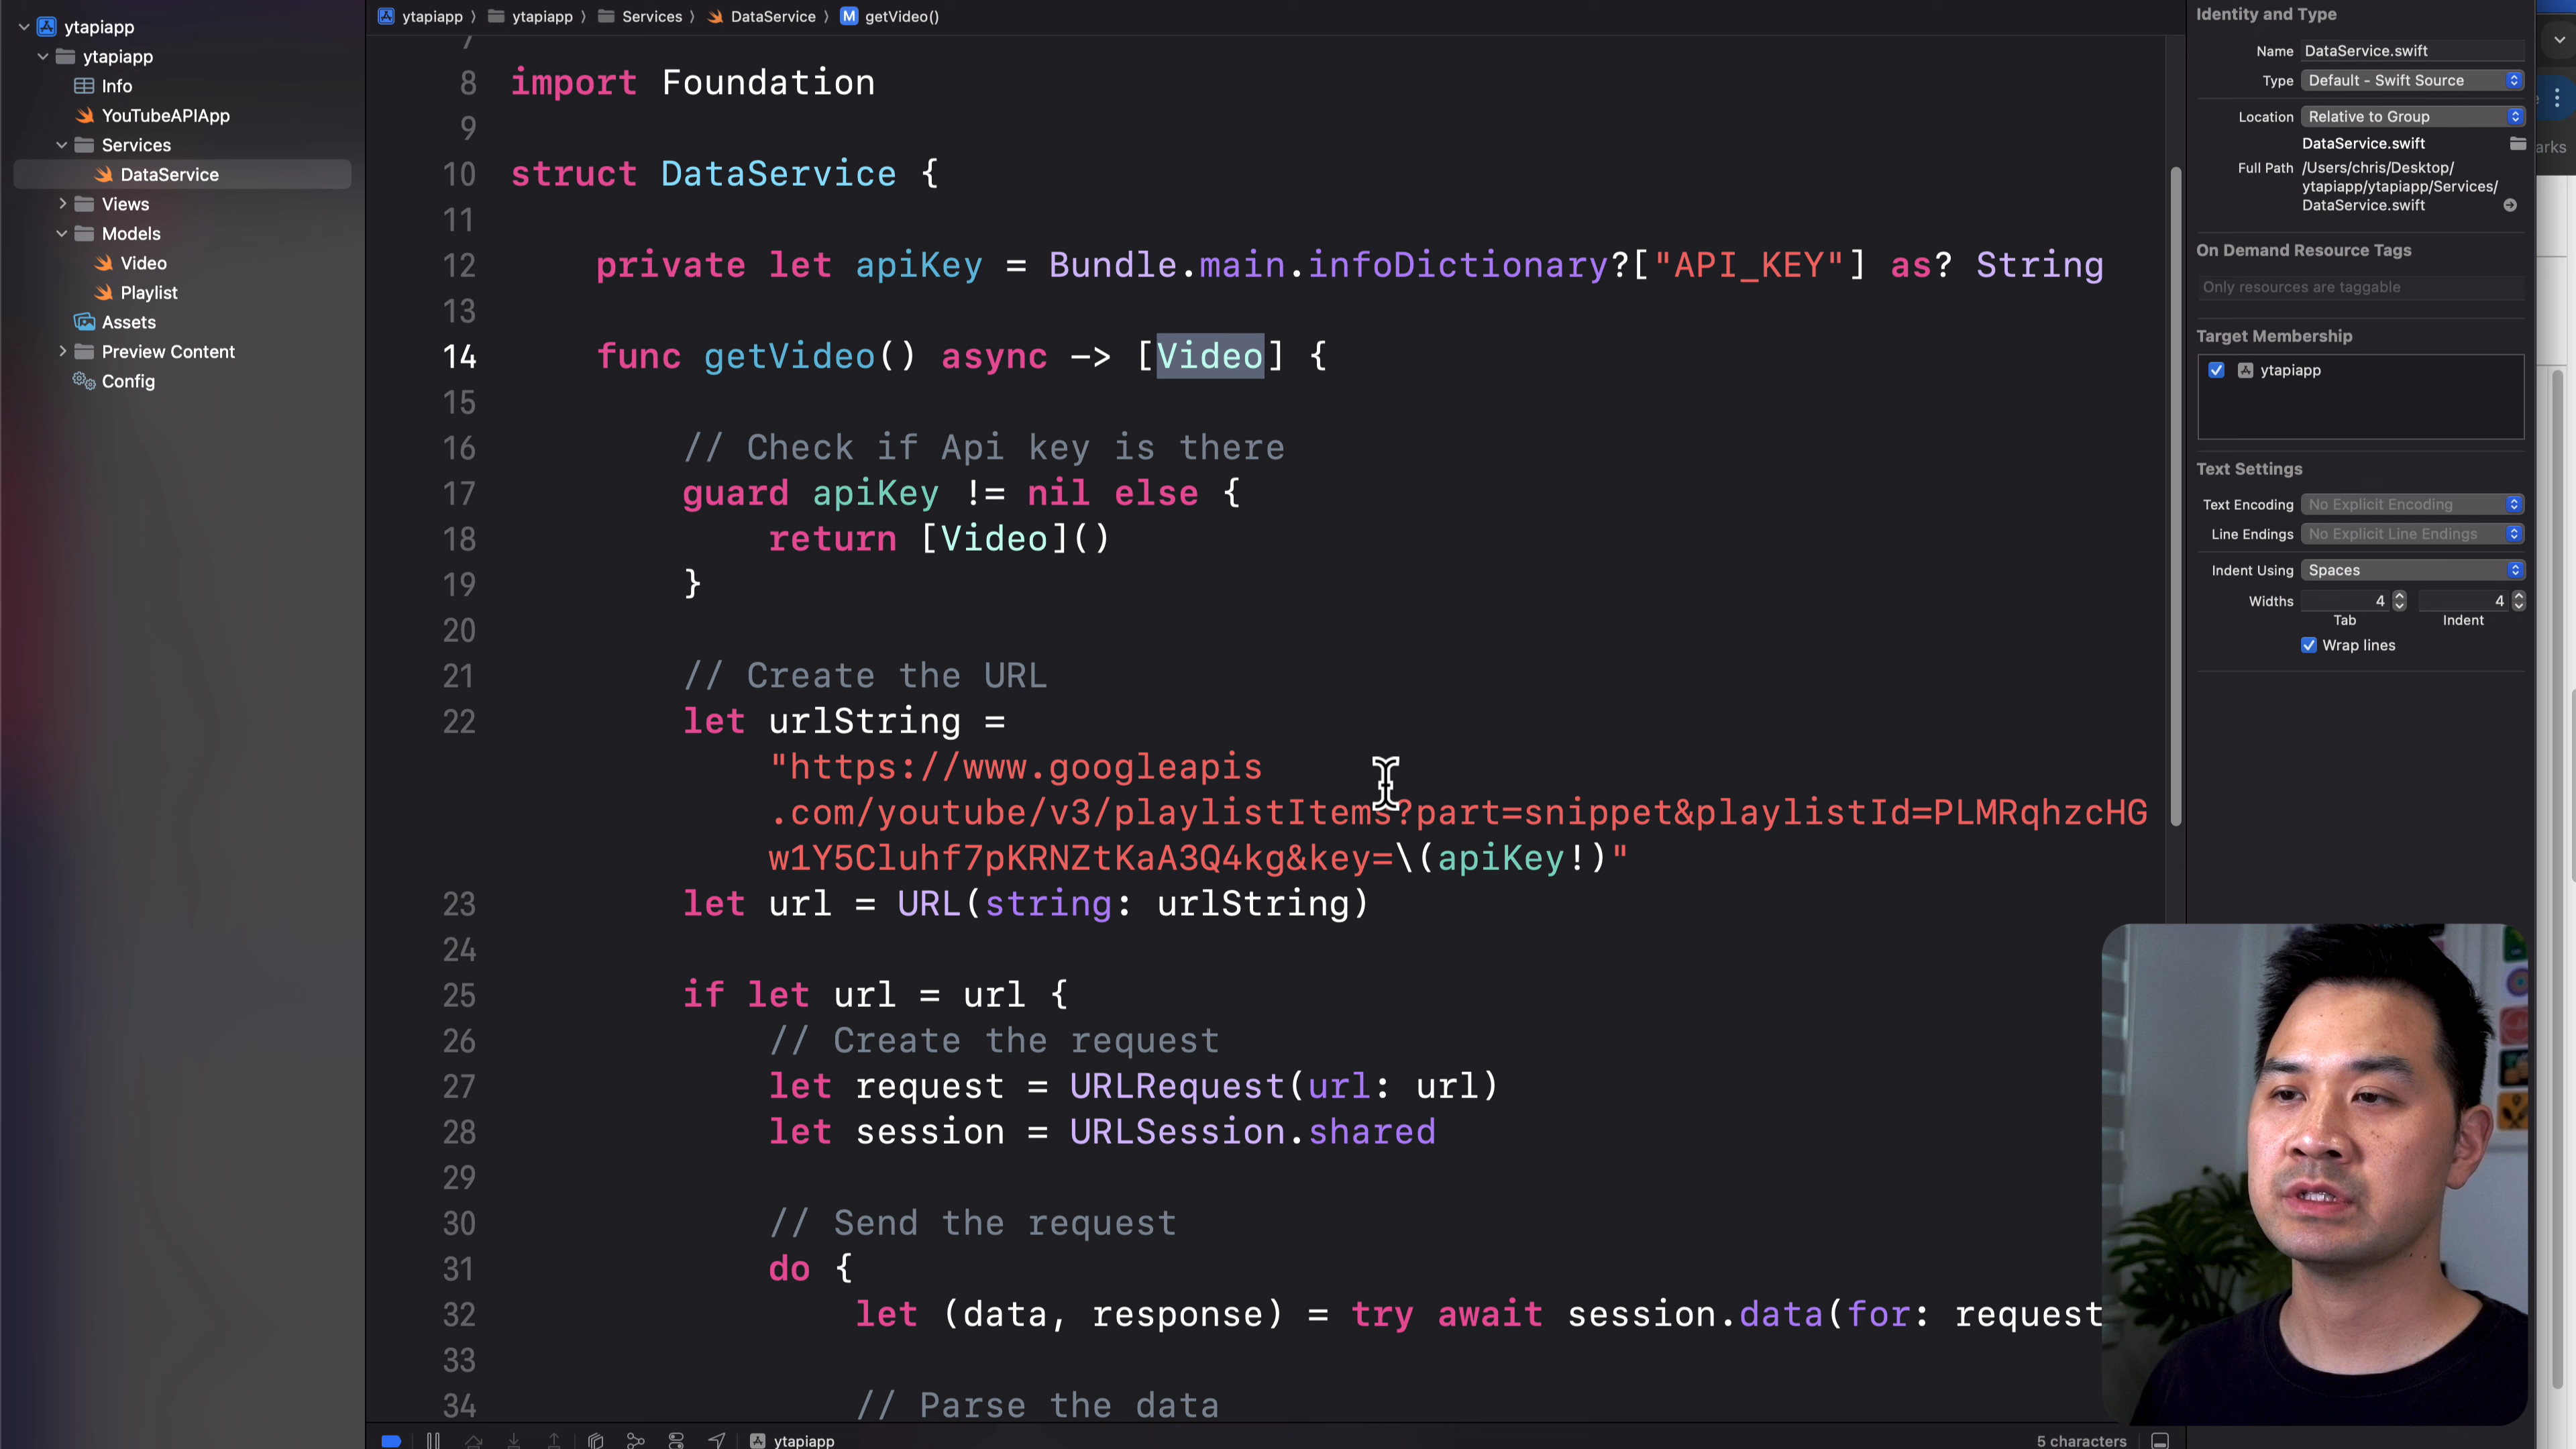 ytapiapp
ytapiapp
Info
YouTubeAPIApp
Services
DataService
Views
Models
Video
Playlist
Assets
Preview Content
Config
ytapiapp ⟩ ytapiapp ⟩ Services ⟩ DataService ⟩ M getVideo()
7
8 import Foundation
9
10 struct DataService {
11
12 private let apiKey = Bundle.main.infoDictionary?["API_KEY"] as? String
13
14 func getVideo() async -> [Video] {
15
16 // Check if Api key is there
17 guard apiKey != nil else {
18 return [Video]()
19 }
20
21 // Create the URL
22 let urlString =
"https://www.googleapis
.com/youtube/v3/playlistItems?part=snippet&playlistId=PLMRqhzcHG
w1Y5Cluhf7pKRNZtKaA3Q4kg&key=\(apiKey!)"
23 let url = URL(string: urlString)
24
25 if let url = url {
26 // Create the request
27 let request = URLRequest(url: url)
28 let session = URLSession.shared
29
30 // Send the request
31 do {
32 let (data, response) = try await session.data(for: request
33
34 // Parse the data
ytapiapp
5 characters
Identity and Type
Name DataService.swift
Type Default - Swift Source
Location Relative to Group
DataService.swift
Full Path /Users/chris/Desktop/
ytapiapp/ytapiapp/Services/
DataService.swift
On Demand Resource Tags
Only resources are taggable
Target Membership
ytapiapp
Text Settings
Text Encoding No Explicit Encoding
Line Endings No Explicit Line Endings
Indent Using Spaces
Widths 4 4
Tab Indent
Wrap lines